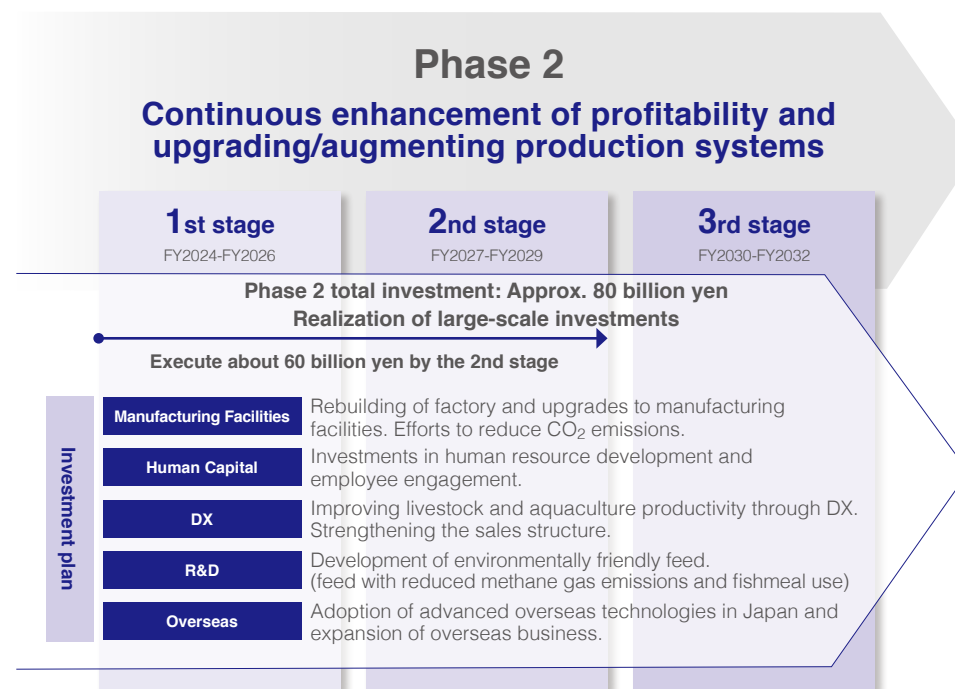 Phase 2
Continuous enhancement of profitability and
upgrading/augmenting production systems
1st stage
FY2024-FY2026
2nd stage
FY2027-FY2029
3rd stage
FY2030-FY2032
Phase 2 total investment: Approx. 80 billion yen
Realization of large-scale investments
Execute about 60 billion yen by the 2nd stage
Investment plan
Manufacturing Facilities
Rebuilding of factory and upgrades to manufacturing
facilities. Efforts to reduce CO₂ emissions.
Human Capital
Investments in human resource development and
employee engagement.
DX
Improving livestock and aquaculture productivity through DX.
Strengthening the sales structure.
R&D
Development of environmentally friendly feed.
(feed with reduced methane gas emissions and fishmeal use)
Overseas
Adoption of advanced overseas technologies in Japan and
expansion of overseas business.